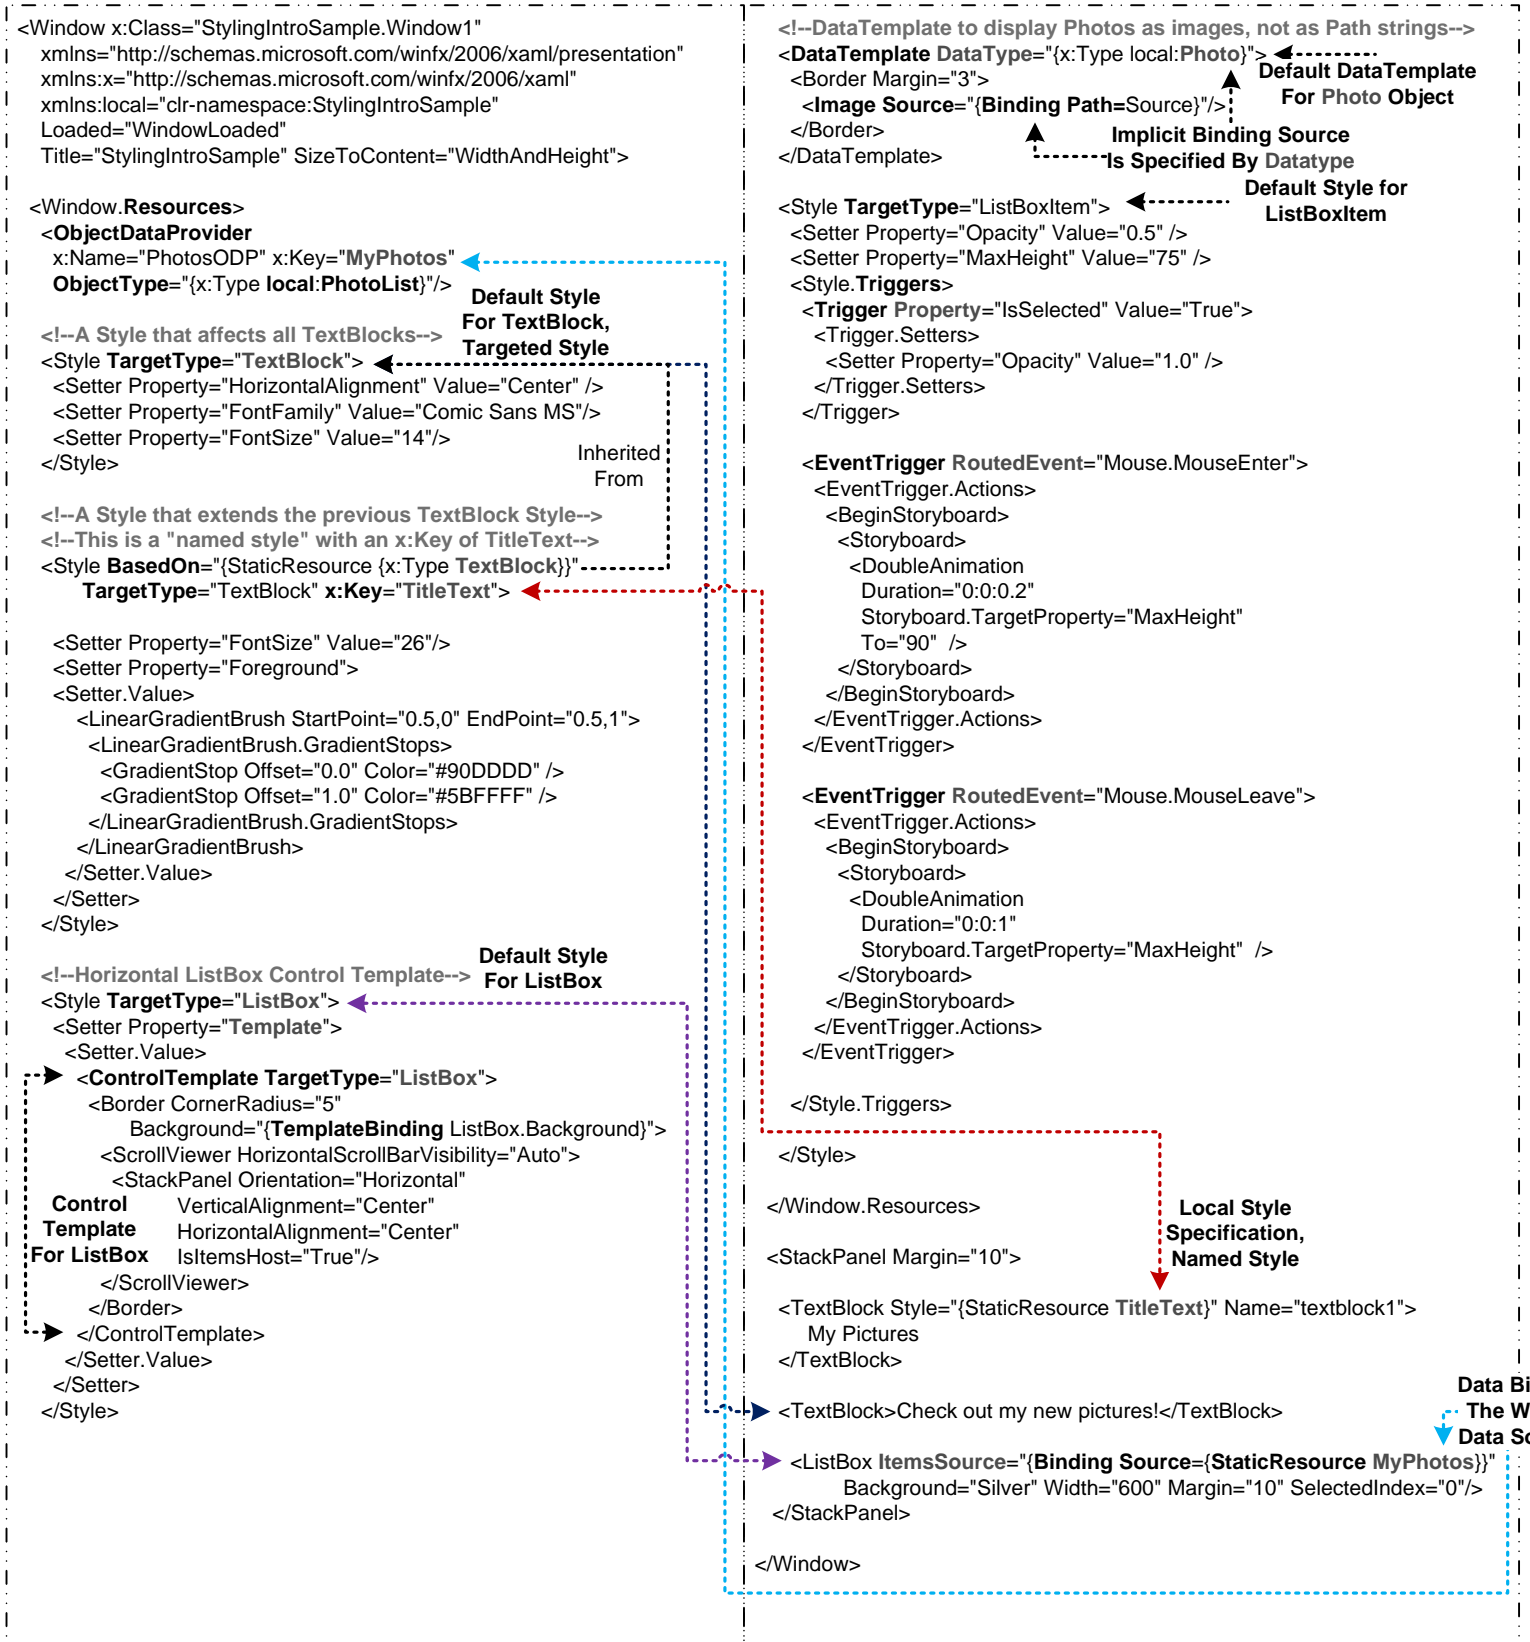 <Window x:Class="StylingIntroSample.Window1"
xmlns="http://schemas.microsoft.com/winfx/2006/xaml/presentation"
xmlns:x="http://schemas.microsoft.com/winfx/2006/xaml"
xmlns:local="clr-namespace:StylingIntroSample"
Loaded="WindowLoaded"
Title="StylingIntroSample" SizeToContent="WidthAndHeight">
<Window.Resources>
<ObjectDataProvider
x:Name="PhotosODP" x:Key="MyPhotos"
ObjectType="{x:Type local:PhotoList}"/>
Default Style
For TextBlock,
Targeted Style
<!--A Style that affects all TextBlocks-->
<Style TargetType="TextBlock">
<Setter Property="HorizontalAlignment" Value="Center" />
<Setter Property="FontFamily" Value="Comic Sans MS"/>
<Setter Property="FontSize" Value="14"/>
</Style>
Inherited
From
<!--A Style that extends the previous TextBlock Style-->
<!--This is a "named style" with an x:Key of TitleText-->
<Style BasedOn="{StaticResource {x:Type TextBlock}}"
TargetType="TextBlock" x:Key="TitleText">
<Setter Property="FontSize" Value="26"/>
<Setter Property="Foreground">
<Setter.Value>
<LinearGradientBrush StartPoint="0.5,0" EndPoint="0.5,1">
<LinearGradientBrush.GradientStops>
<GradientStop Offset="0.0" Color="#90DDDD" />
<GradientStop Offset="1.0" Color="#5BFFFF" />
</LinearGradientBrush.GradientStops>
</LinearGradientBrush>
</Setter.Value>
</Setter>
</Style>
Default Style
For ListBox
<!--Horizontal ListBox Control Template-->
<Style TargetType="ListBox">
<Setter Property="Template">
<Setter.Value>
<ControlTemplate TargetType="ListBox">
<Border CornerRadius="5"
Background="{TemplateBinding ListBox.Background}">
<ScrollViewer HorizontalScrollBarVisibility="Auto">
<StackPanel Orientation="Horizontal"
VerticalAlignment="Center"
HorizontalAlignment="Center"
IsItemsHost="True"/>
Control
Template
For ListBox
</ScrollViewer>
</Border>
</ControlTemplate>
</Setter.Value>
</Setter>
</Style>
<!--DataTemplate to display Photos as images, not as Path strings-->
<DataTemplate DataType="{x:Type local:Photo}">
Default DataTemplate
For Photo Object
<Border Margin="3">
<Image Source="{Binding Path=Source}"/>
</Border>
</DataTemplate>
Implicit Binding Source
Is Specified By Datatype
Default Style for
ListBoxItem
<Style TargetType="ListBoxItem">
<Setter Property="Opacity" Value="0.5" />
<Setter Property="MaxHeight" Value="75" />
<Style.Triggers>
<Trigger Property="IsSelected" Value="True">
<Trigger.Setters>
<Setter Property="Opacity" Value="1.0" />
</Trigger.Setters>
</Trigger>
<EventTrigger RoutedEvent="Mouse.MouseEnter">
<EventTrigger.Actions>
<BeginStoryboard>
<Storyboard>
<DoubleAnimation
Duration="0:0:0.2"
Storyboard.TargetProperty="MaxHeight"
To="90" />
</Storyboard>
</BeginStoryboard>
</EventTrigger.Actions>
</EventTrigger>
<EventTrigger RoutedEvent="Mouse.MouseLeave">
<EventTrigger.Actions>
<BeginStoryboard>
<Storyboard>
<DoubleAnimation
Duration="0:0:1"
Storyboard.TargetProperty="MaxHeight" />
</Storyboard>
</BeginStoryboard>
</EventTrigger.Actions>
</EventTrigger>
</Style.Triggers>
</Style>
</Window.Resources>
Local Style
Specification,
Named Style
<StackPanel Margin="10">
<TextBlock Style="{StaticResource TitleText}" Name="textblock1">
My Pictures
</TextBlock>
<TextBlock>Check out my new pictures!</TextBlock>
Data
The
Data
<ListBox ItemsSource="{Binding Source={StaticResource MyPhotos}}"
Background="Silver" Width="600" Margin="10" SelectedIndex="0"/>
</StackPanel>
</Window>